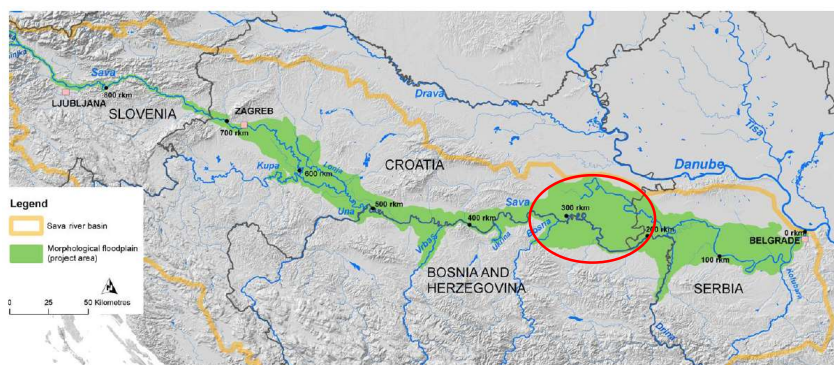 Sava
LJUBLJANA
800 rkm
SLOVENIA
ZAGREB
700 rkm
Kupa
600 rkm
Lonja
CROATIA
Drava
Tisa
Danube
Una
500 rkm
Sava
400 rkm
300 rkm
200 rkm
0 rkm
BELGRADE
Vrbas
Ukrina
Bosna
100 rkm
Kolubara
BOSNIA AND
HERZEGOVINA
SERBIA
Drina
Legend
Sava river basin
Morphological floodplain
(project area)
0 25 50 Kilometres